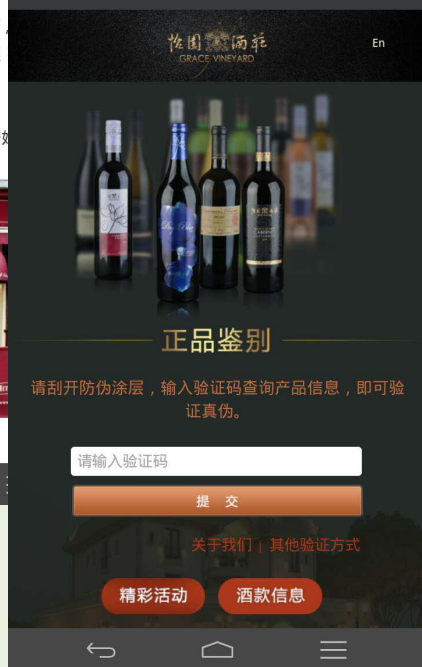 怡園酒莊
GRACE VINEYARD
En
正品鉴别
请刮开防伪涂层，输入验证码查询产品信息，即可验
证真伪。
请输入验证码
提 交
关于我们 | 其他验证方式
精彩活动
酒款信息